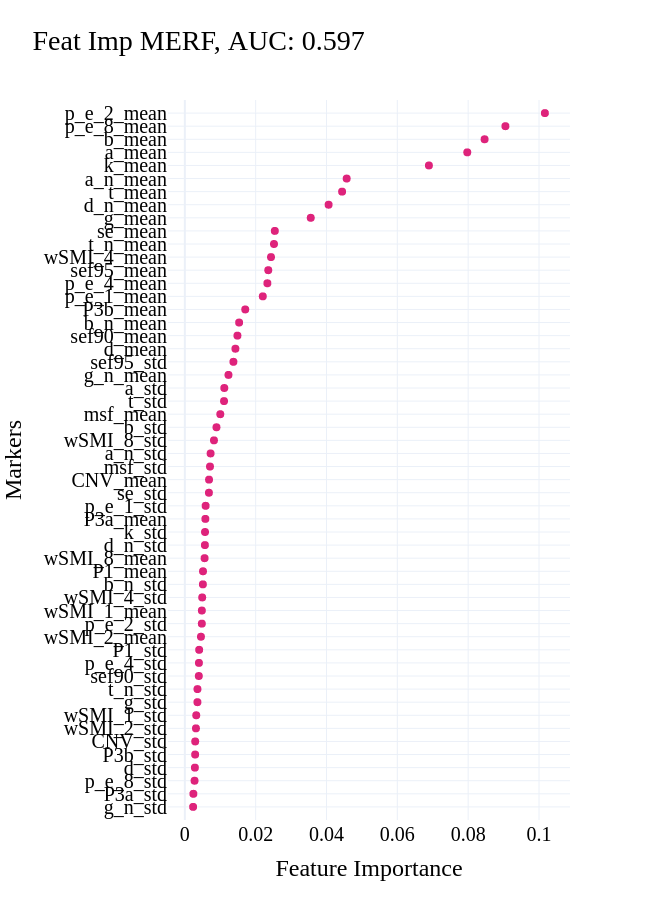 Feat Imp MERF, AUC: 0.597
p_e_2_mean
p_e_8_mean
b_mean
a_mean
k_mean
a_n_mean
t_mean
d_n_mean
g_mean
se_mean
t_n_mean
wSMI_4_mean
sef95_mean
p_e_4_mean
p_e_1_mean
P3b_mean
b_n_mean
sef90_mean
d_mean
sef95_std
g_n_mean
a_std
t_std
msf_mean
b_std
wSMI_8_std
a_n_std
msf_std
CNV_mean
se_std
p_e_1_std
P3a_mean
k_std
d_n_std
wSMI_8_mean
P1_mean
b_n_std
wSMI_4_std
wSMI_1_mean
p_e_2_std
wSMI_2_mean
P1_std
p_e_4_std
sef90_std
t_n_std
g_std
wSMI_1_std
wSMI_2_std
CNV_std
P3b_std
d_std
p_e_8_std
P3a_std
g_n_std
Markers
0 0.02 0.04 0.06 0.08 0.1
Feature Importance